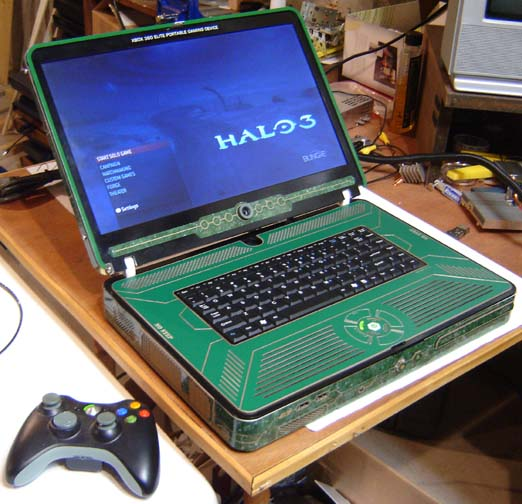 XBOX 360 ELITE PORTABLE GAMING DEVICE
HALO 3
BUNGIE
START SOLO GAME
CAMPAIGN
MATCHMAKING
CUSTOM GAMES
FORGE
THEATER
Settings